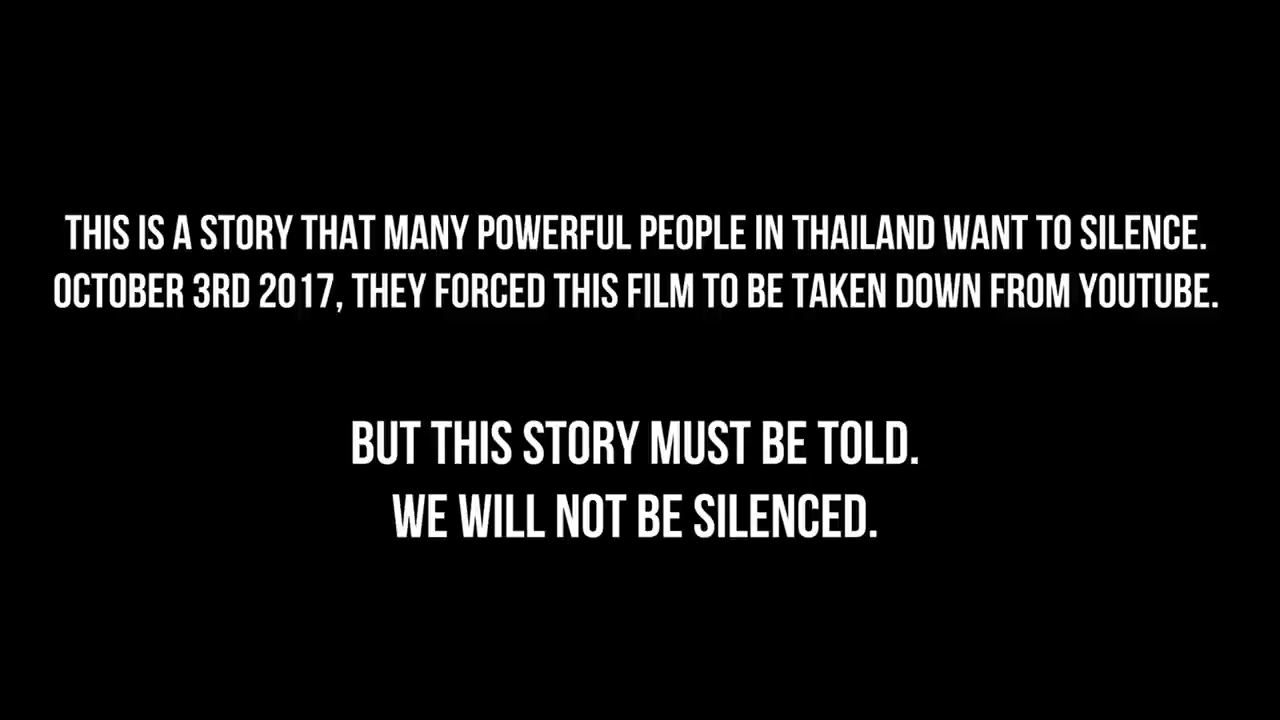 THIS IS A STORY THAT MANY POWERFUL PEOPLE IN THAILAND WANT TO SILENCE.
OCTOBER 3RD 2017, THEY FORCED THIS FILM TO BE TAKEN DOWN FROM YOUTUBE.
BUT THIS STORY MUST BE TOLD.
WE WILL NOT BE SILENCED.